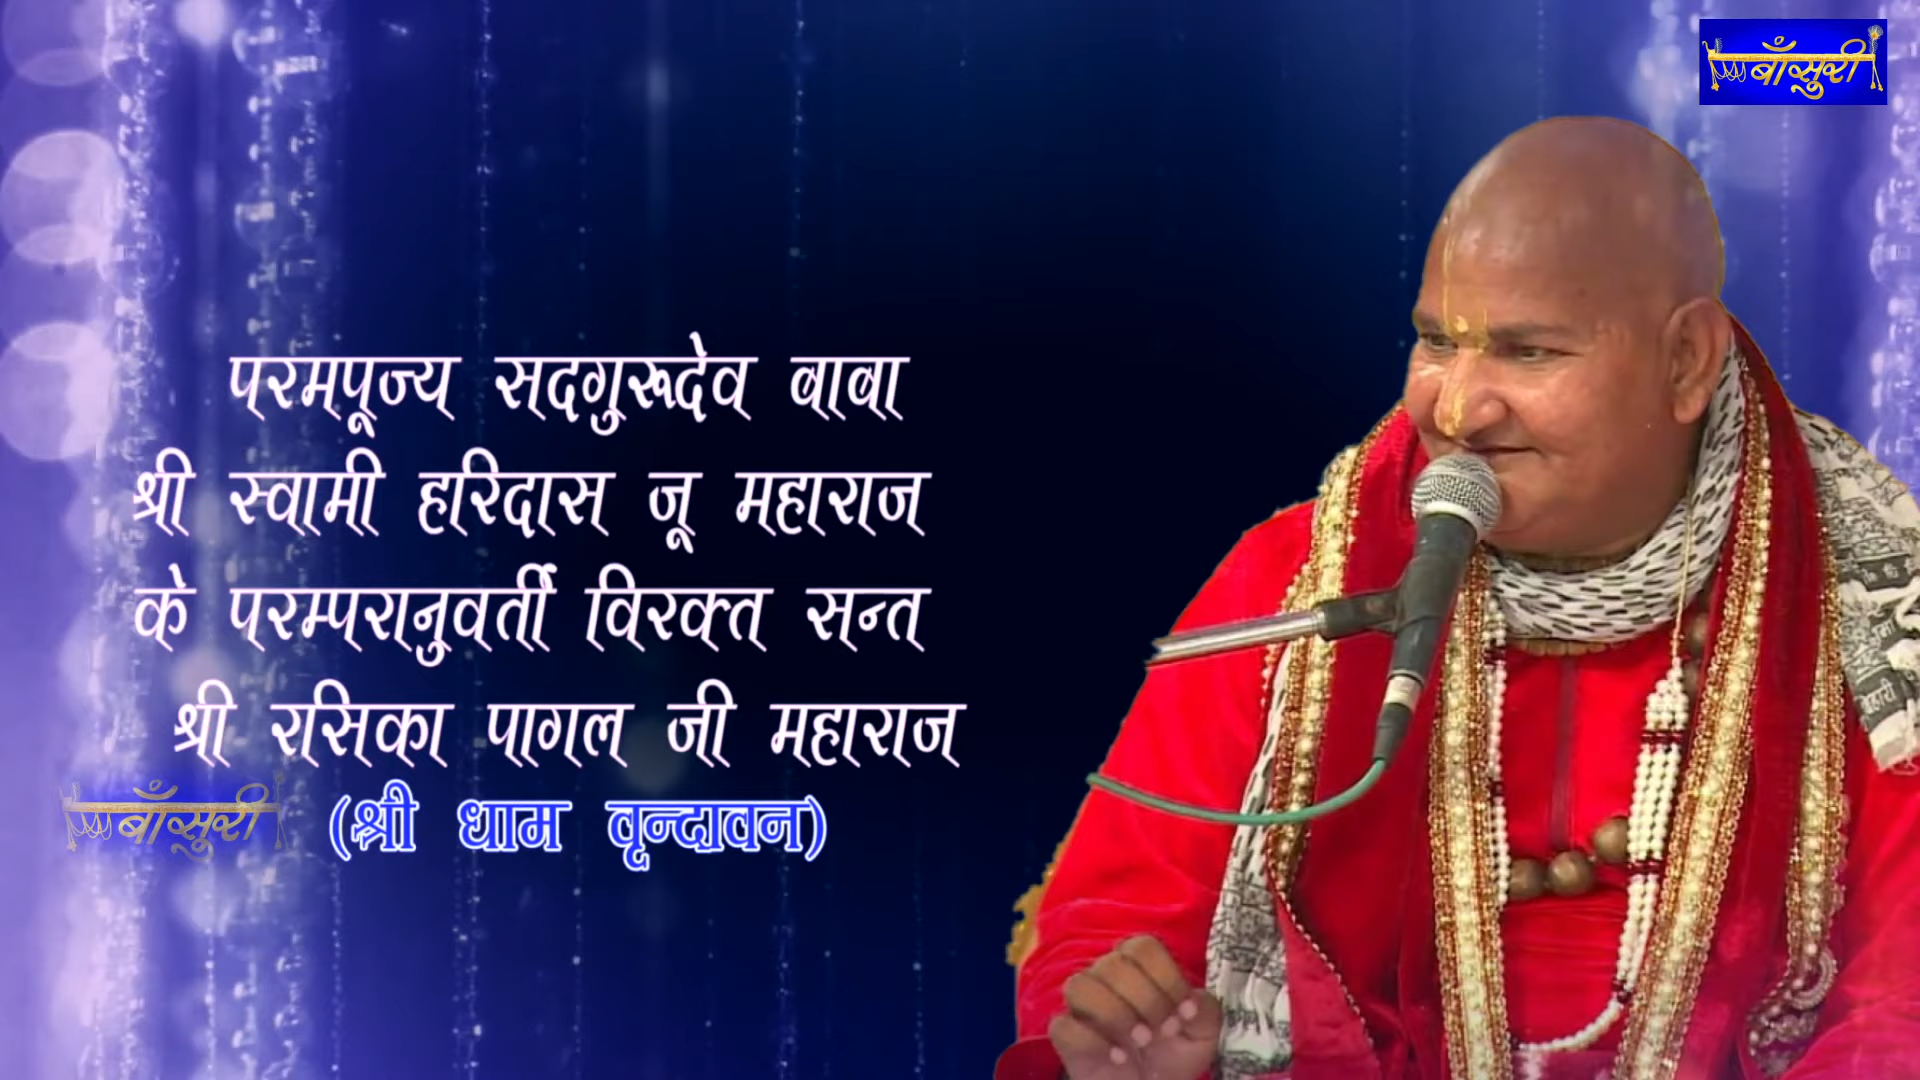 बाँसुरी
परमपूज्य सदगुरूदेव बाबा
श्री स्वामी हरिदास जू महाराज
के परम्परानुवर्ती विरक्त सन्त
श्री रसिका पागल जी महाराज
बाँसुरी
(श्री धाम वृन्दावन)